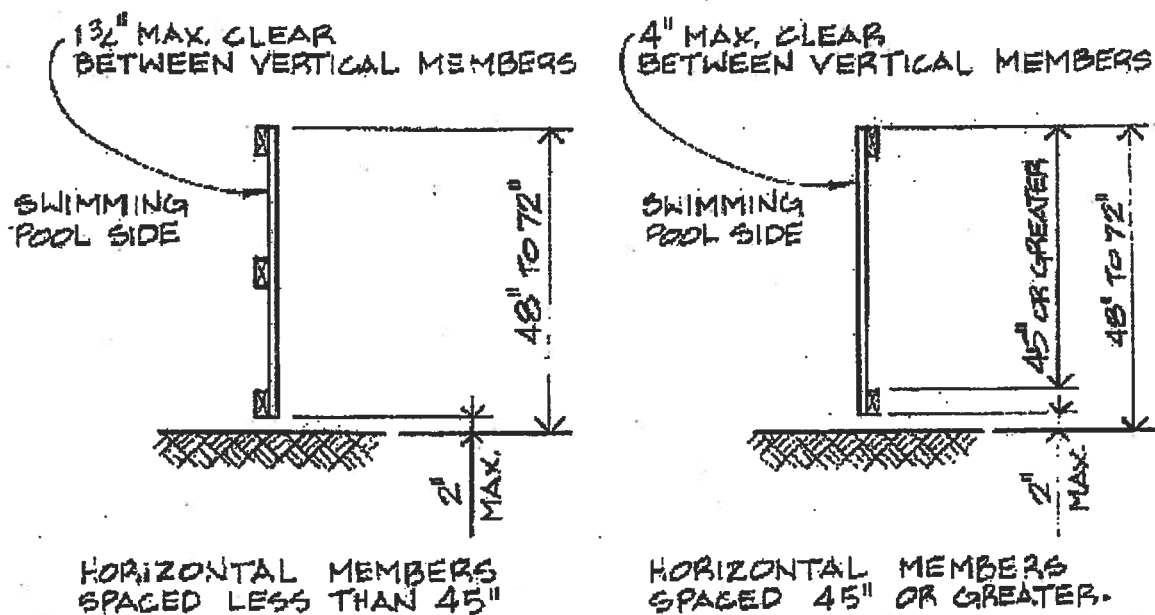 1 3/4" MAX. CLEAR
BETWEEN VERTICAL MEMBERS
SWIMMING
POOL SIDE
48" TO 72"
2"
MAX.
HORIZONTAL MEMBERS
SPACED LESS THAN 45"
4" MAX. CLEAR
BETWEEN VERTICAL MEMBERS
SWIMMING
POOL SIDE
45" OR GREATER
48" TO 72"
2"
MAX.
HORIZONTAL MEMBERS
SPACED 45" OR GREATER.